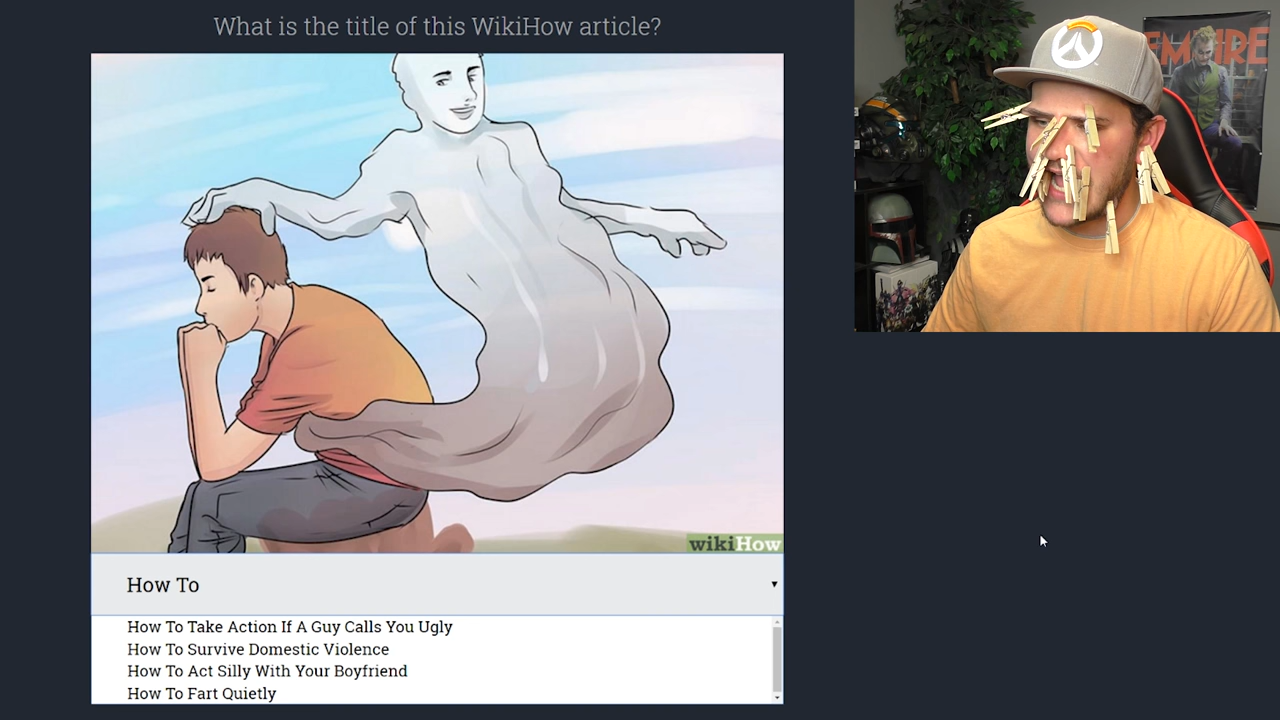 What is the title of this WikiHow article?
EMPIRE
wikiHow
How To
How To Take Action If A Guy Calls You Ugly
How To Survive Domestic Violence
How To Act Silly With Your Boyfriend
How To Fart Quietly